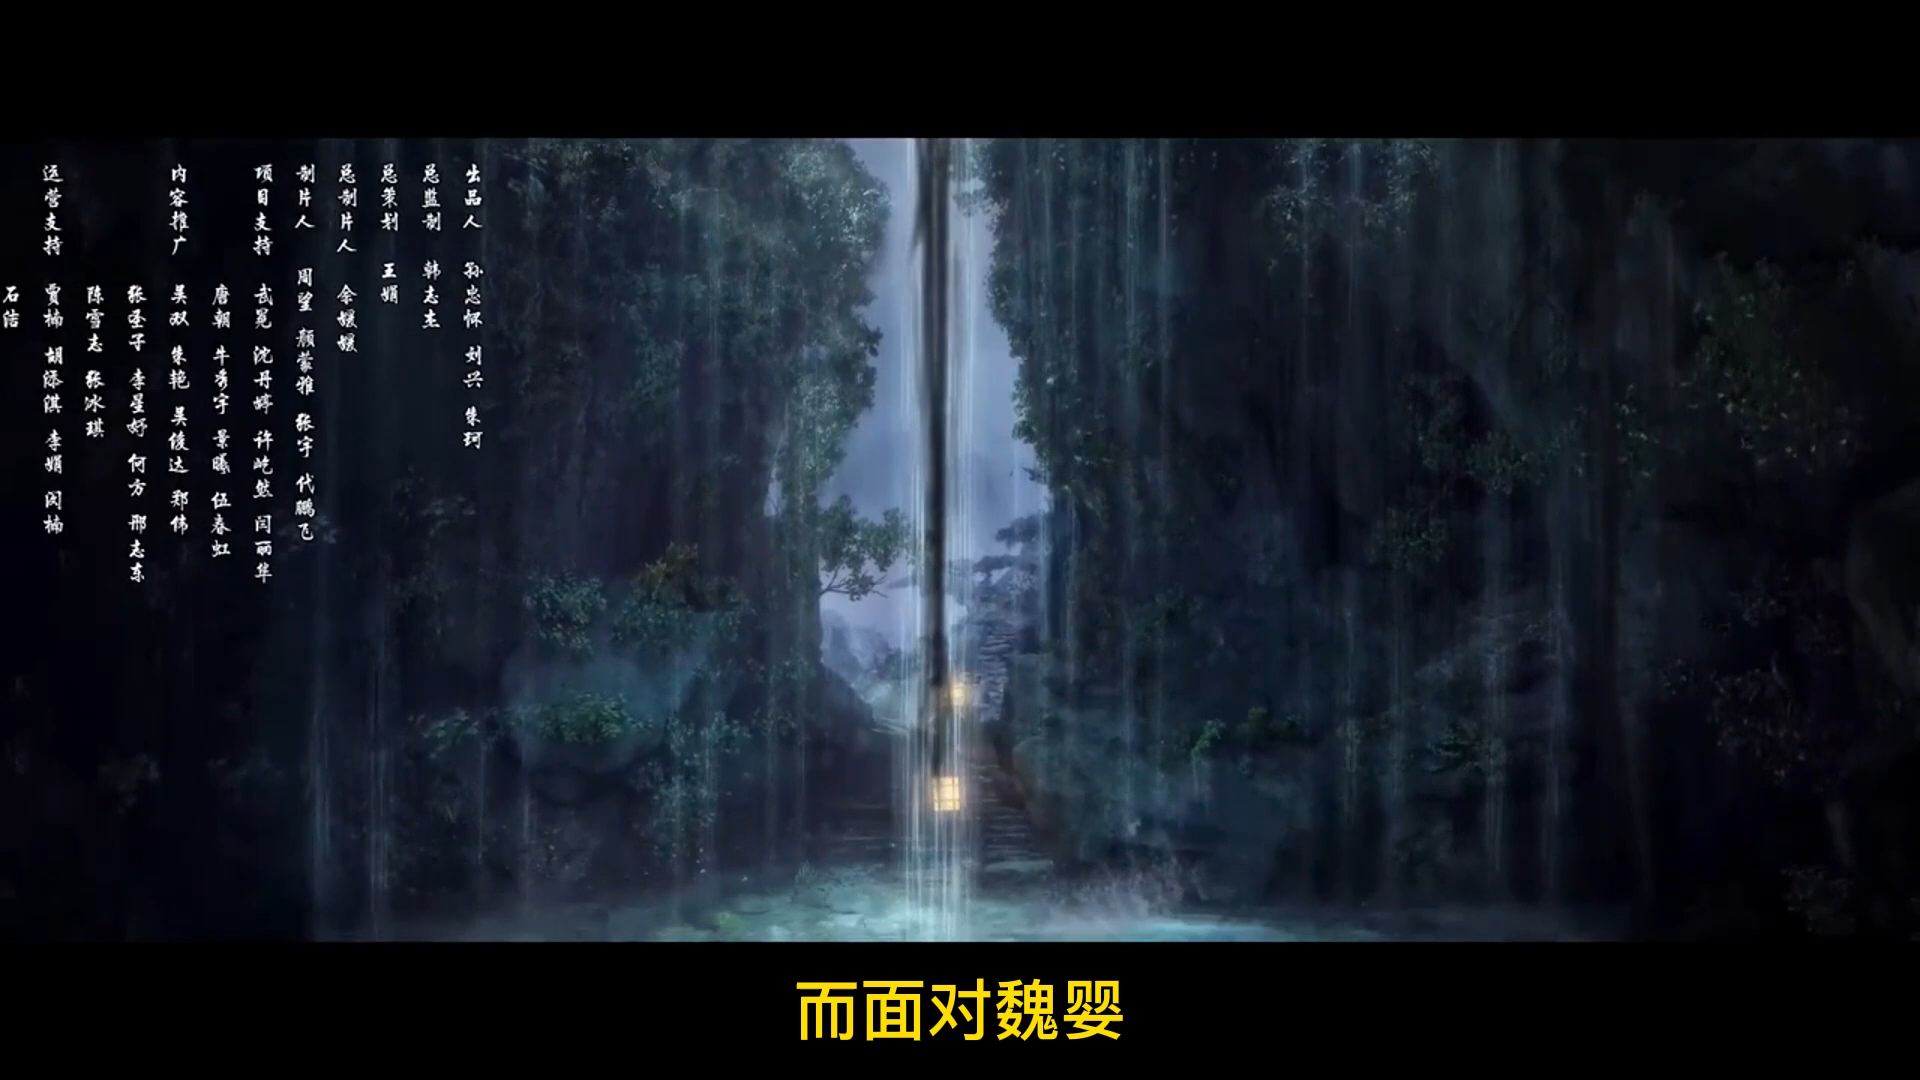 出品人 孙忠怀 刘兴 朱珂
总监制 韩志杰
总策划 王娟
总制片人 余媛媛
制片人 周望 颜蒙雅 张宇 代鹏飞
项目支持 武冕 沈丹婷 许屹然 闫丽华
唐朝 牛秀宇 景曦 伍春虹
内容推广 吴双 朱艳 吴俊达 郑伟
张圣子 李星妤 何方 邢志东
陈雪志 张冰琪
运营支持 贾楠 胡添淇 李娟 闵楠
石洁
而面对魏婴